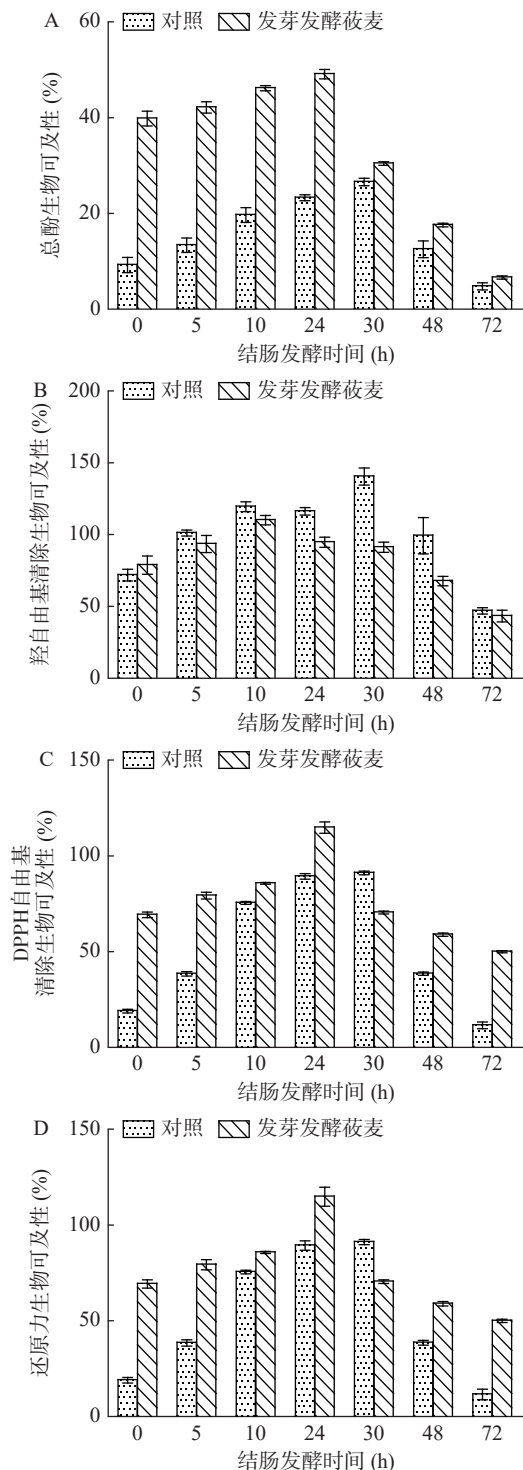 A 对照 发芽发酵莜麦
60
40
20
0
总酚生物可及性 (%)
0 5 10 24 30 48 72
结肠发酵时间 (h)
B 对照 发芽发酵莜麦
200
150
100
50
0
羟自由基清除生物可及性 (%)
0 5 10 24 30 48 72
结肠发酵时间 (h)
C 对照 发芽发酵莜麦
150
100
50
0
DPPH自由基
清除生物可及性 (%)
0 5 10 24 30 48 72
结肠发酵时间 (h)
D 对照 发芽发酵莜麦
150
100
50
0
还原力生物可及性 (%)
0 5 10 24 30 48 72
结肠发酵时间 (h)